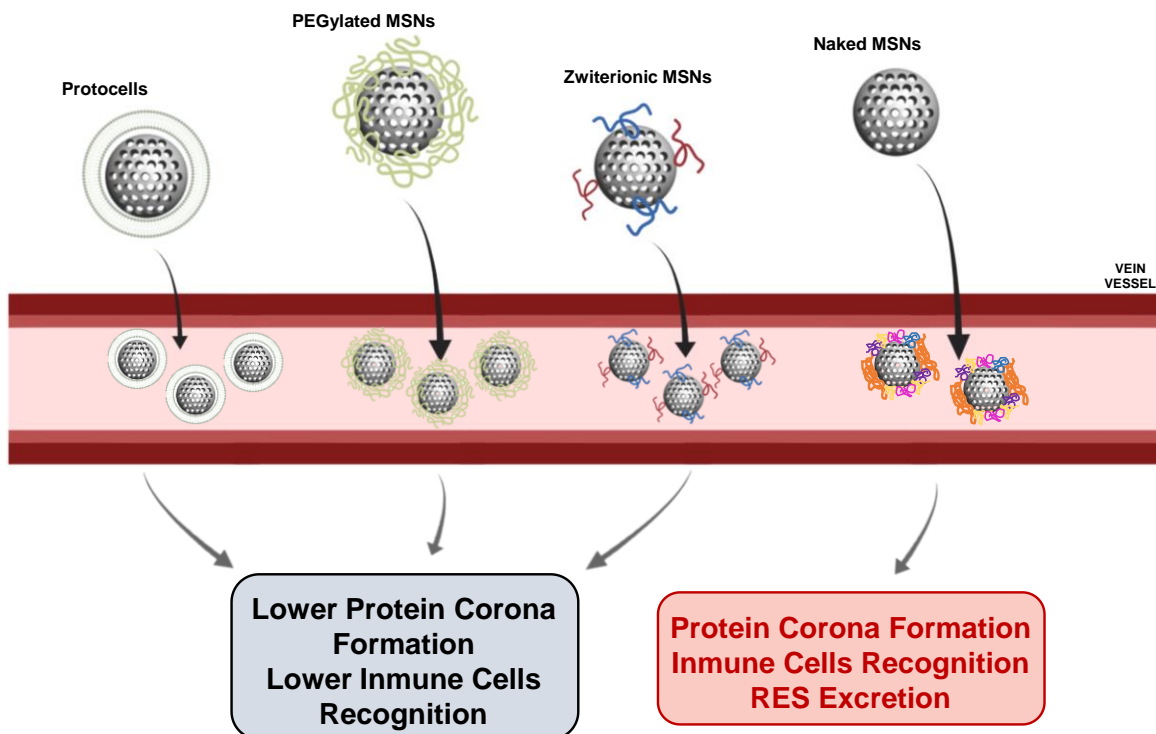 PEGylated MSNs
Naked MSNs
Zwiterionic MSNs
Protocells
VEIN
VESSEL
Lower Protein Corona
Formation
Lower Inmune Cells
Recognition
Protein Corona Formation
Inmune Cells Recognition
RES Excretion